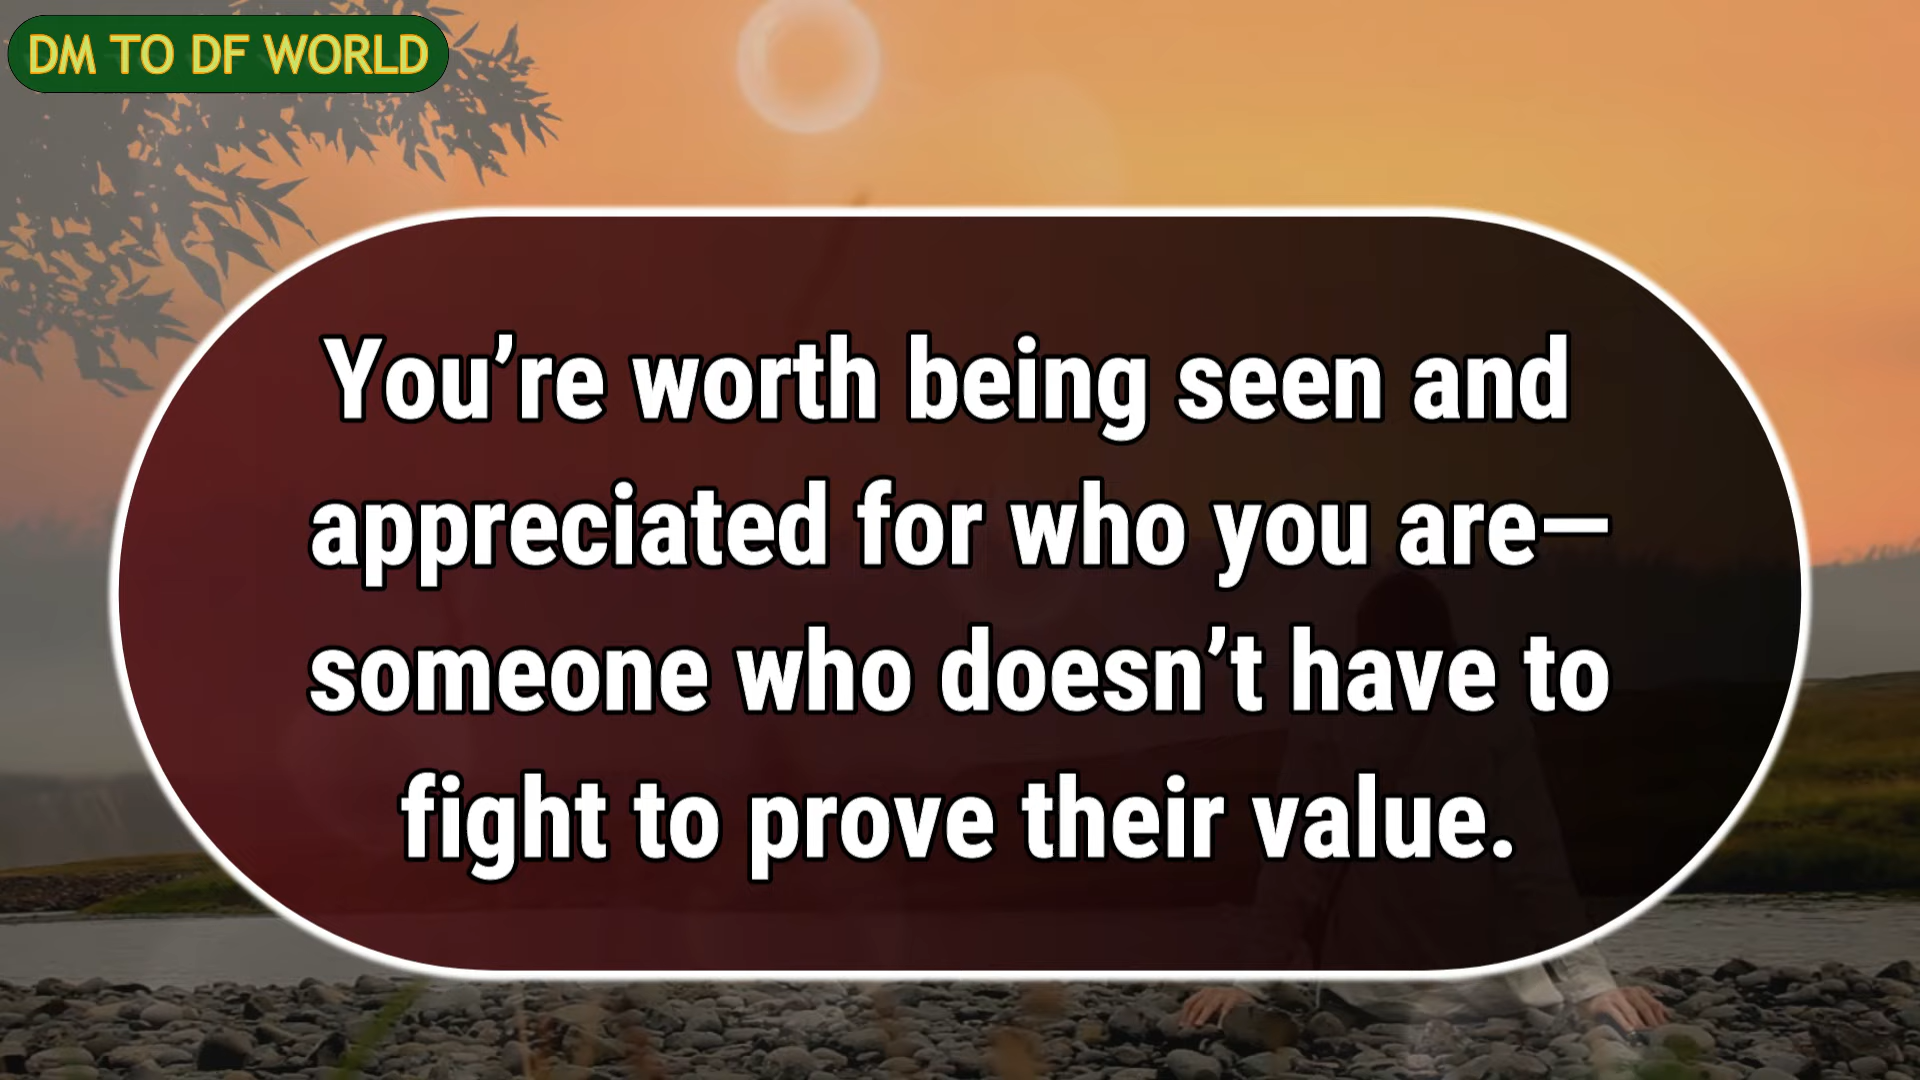 DM TO DF WORLD
You’re worth being seen and
appreciated for who you are—
someone who doesn’t have to
fight to prove their value.